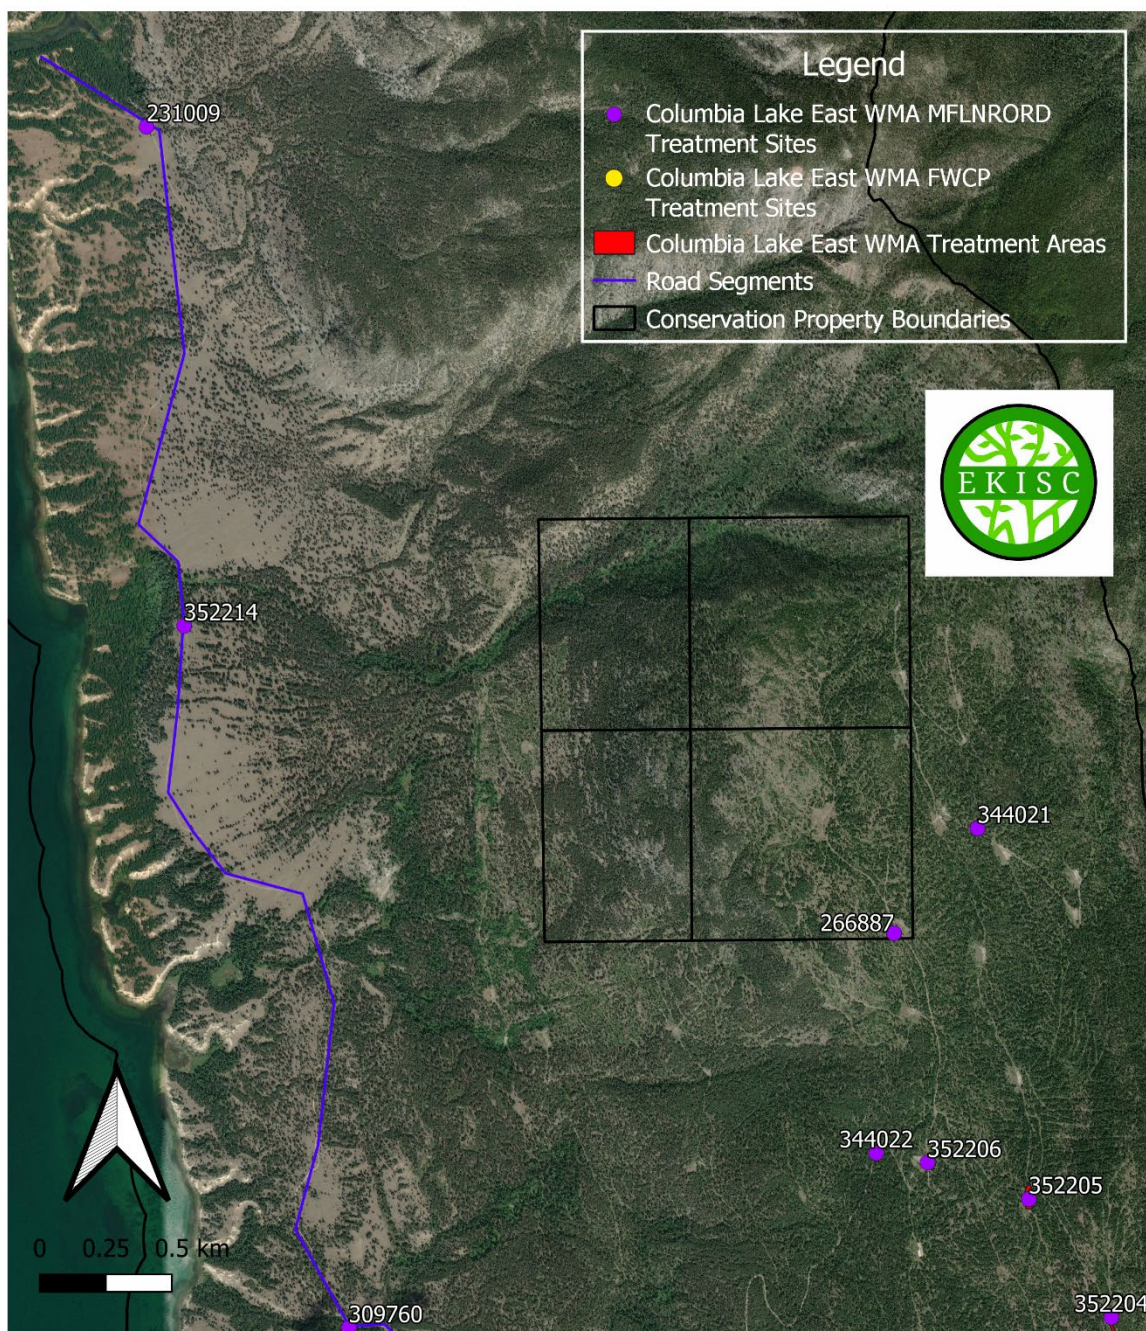 Legend
231009
Columbia Lake East WMA MFLNRORD
Treatment Sites
Columbia Lake East WMA FWCP
Treatment Sites
Columbia Lake East WMA Treatment Areas
Road Segments
Conservation Property Boundaries
EKISC
352214
344021
266887
344022
352206
352205
0 0.25 0.5 km
309760
352204